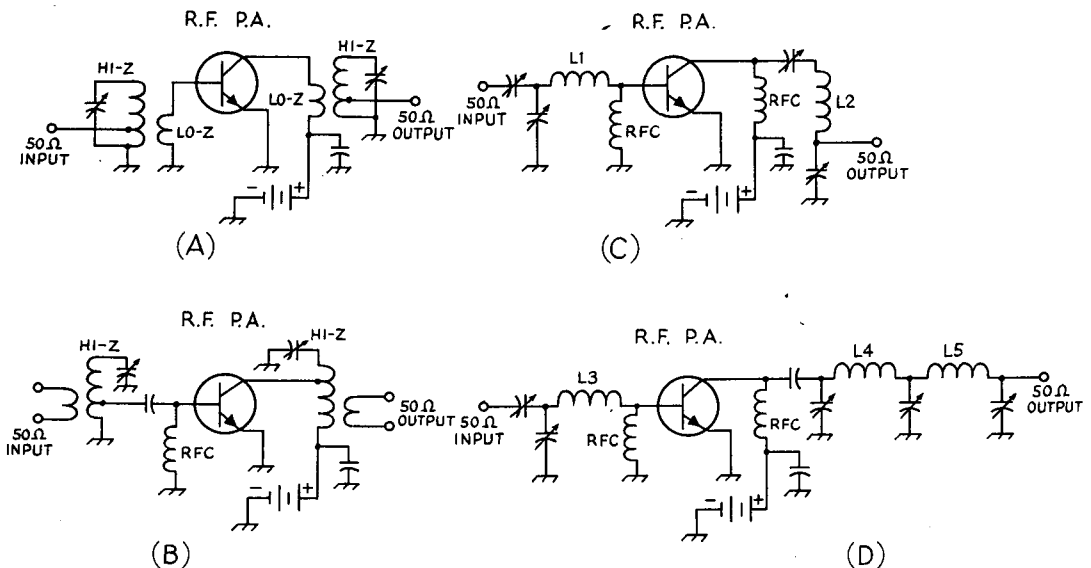 R.F. P.A.
HI-Z
HI-Z
LO-Z
LO-Z
50Ω
INPUT
50Ω
OUTPUT
- +
(A)
R.F. P.A.
L1
50Ω
INPUT
RFC
RFC
L2
50Ω
OUTPUT
- +
(C)
R.F. P.A.
HI-Z
HI-Z
50Ω
INPUT
RFC
50Ω
OUTPUT
- +
(B)
R.F. P.A.
L3
L4
L5
50Ω
INPUT
RFC
RFC
50Ω
OUTPUT
- +
(D)